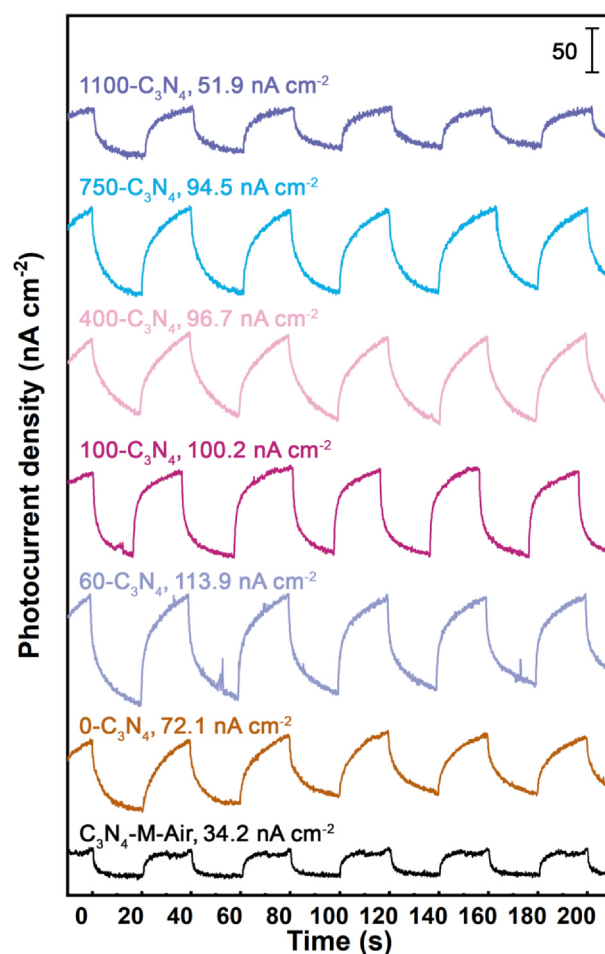 50
1100-C₃N₄, 51.9 nA cm⁻²
750-C₃N₄, 94.5 nA cm⁻²
400-C₃N₄, 96.7 nA cm⁻²
100-C₃N₄, 100.2 nA cm⁻²
60-C₃N₄, 113.9 nA cm⁻²
0-C₃N₄, 72.1 nA cm⁻²
C₃N₄-M-Air, 34.2 nA cm⁻²
Photocurrent density (nA cm⁻²)
0 20 40 60 80 100 120 140 160 180 200
Time (s)